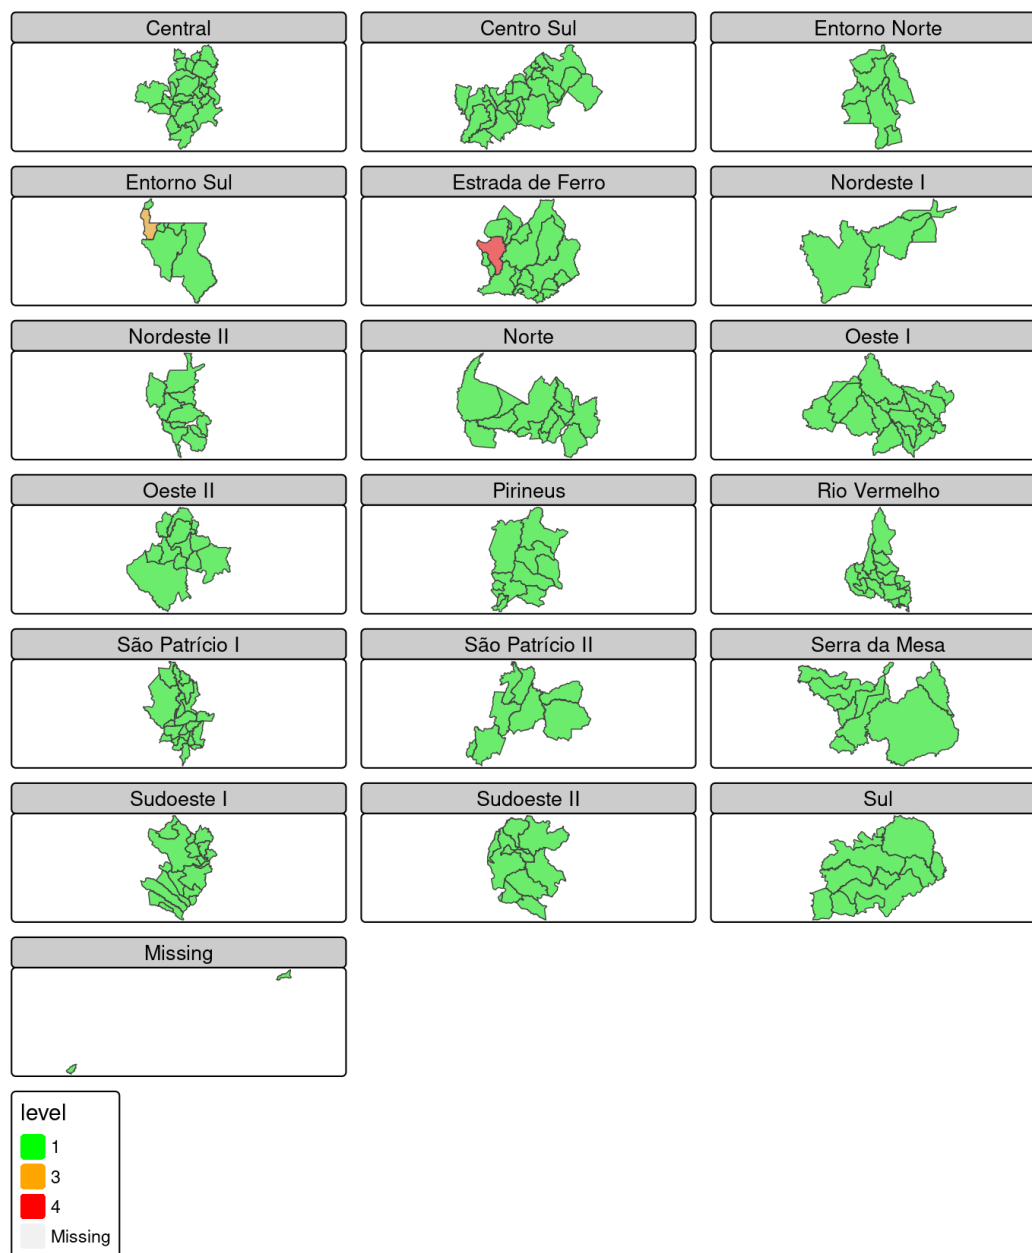 Central
Centro Sul
Entorno Norte
Entorno Sul
Estrada de Ferro
Nordeste I
Nordeste II
Norte
Oeste I
Oeste II
Pirineus
Rio Vermelho
São Patrício I
São Patrício II
Serra da Mesa
Sudoeste I
Sudoeste II
Sul
Missing
level
1
3
4
Missing